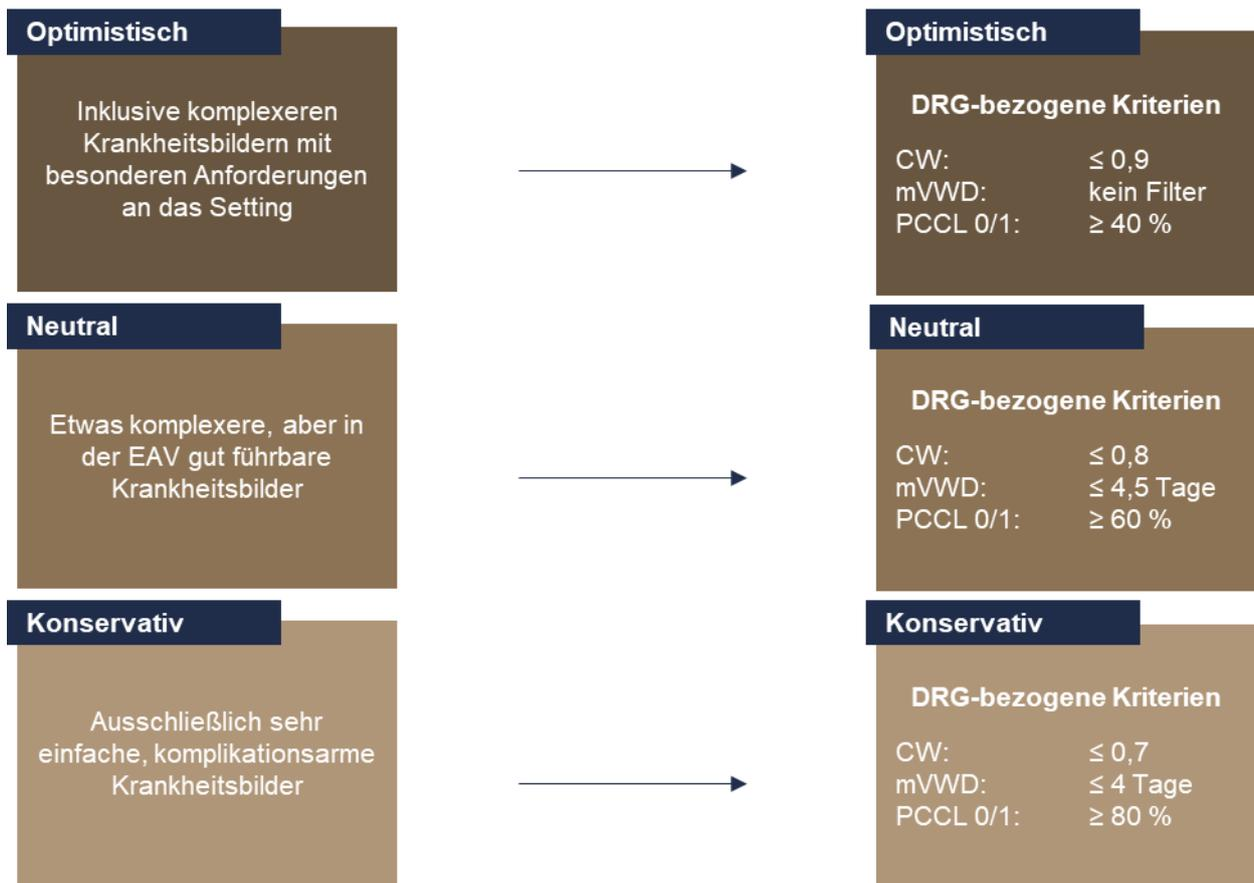 Optimistisch
Inklusive komplexeren
Krankheitsbildern mit
besonderen Anforderungen
an das Setting
Optimistisch
DRG-bezogene Kriterien
CW: ≤ 0,9
mVWD: kein Filter
PCCL 0/1: ≥ 40 %
Neutral
Etwas komplexere, aber in
der EAV gut führbare
Krankheitsbilder
Neutral
DRG-bezogene Kriterien
CW: ≤ 0,8
mVWD: ≤ 4,5 Tage
PCCL 0/1: ≥ 60 %
Konservativ
Ausschließlich sehr
einfache, komplikationsarme
Krankheitsbilder
Konservativ
DRG-bezogene Kriterien
CW: ≤ 0,7
mVWD: ≤ 4 Tage
PCCL 0/1: ≥ 80 %